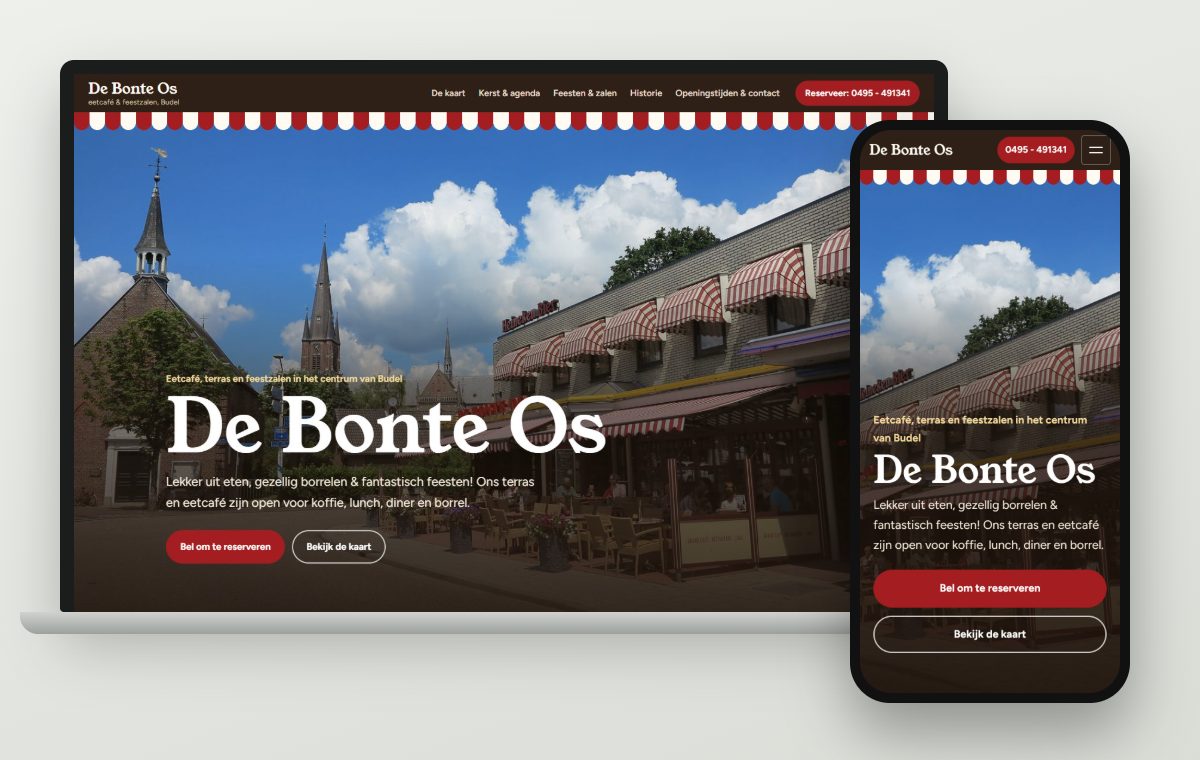 De Bonte Os
eetcafé & feestzalen, Budel
De kaart Kerst & agenda Feesten & zalen Historie Openingstijden & contact Reserveer: 0495 - 491341
Heineken Bier
Eetcafé, terras en feestzalen in het centrum van Budel
De Bonte Os
Lekker uit eten, gezellig borrelen & fantastisch feesten! Ons terras
en eetcafé zijn open voor koffie, lunch, diner en borrel.
Bel om te reserveren Bekijk de kaart
De Bonte Os 0495 - 491341
Eetcafé, terras en feestzalen in het centrum
van Budel
De Bonte Os
Lekker uit eten, gezellig borrelen &
fantastisch feesten! Ons terras en eetcafé
zijn open voor koffie, lunch, diner en borrel.
Bel om te reserveren
Bekijk de kaart